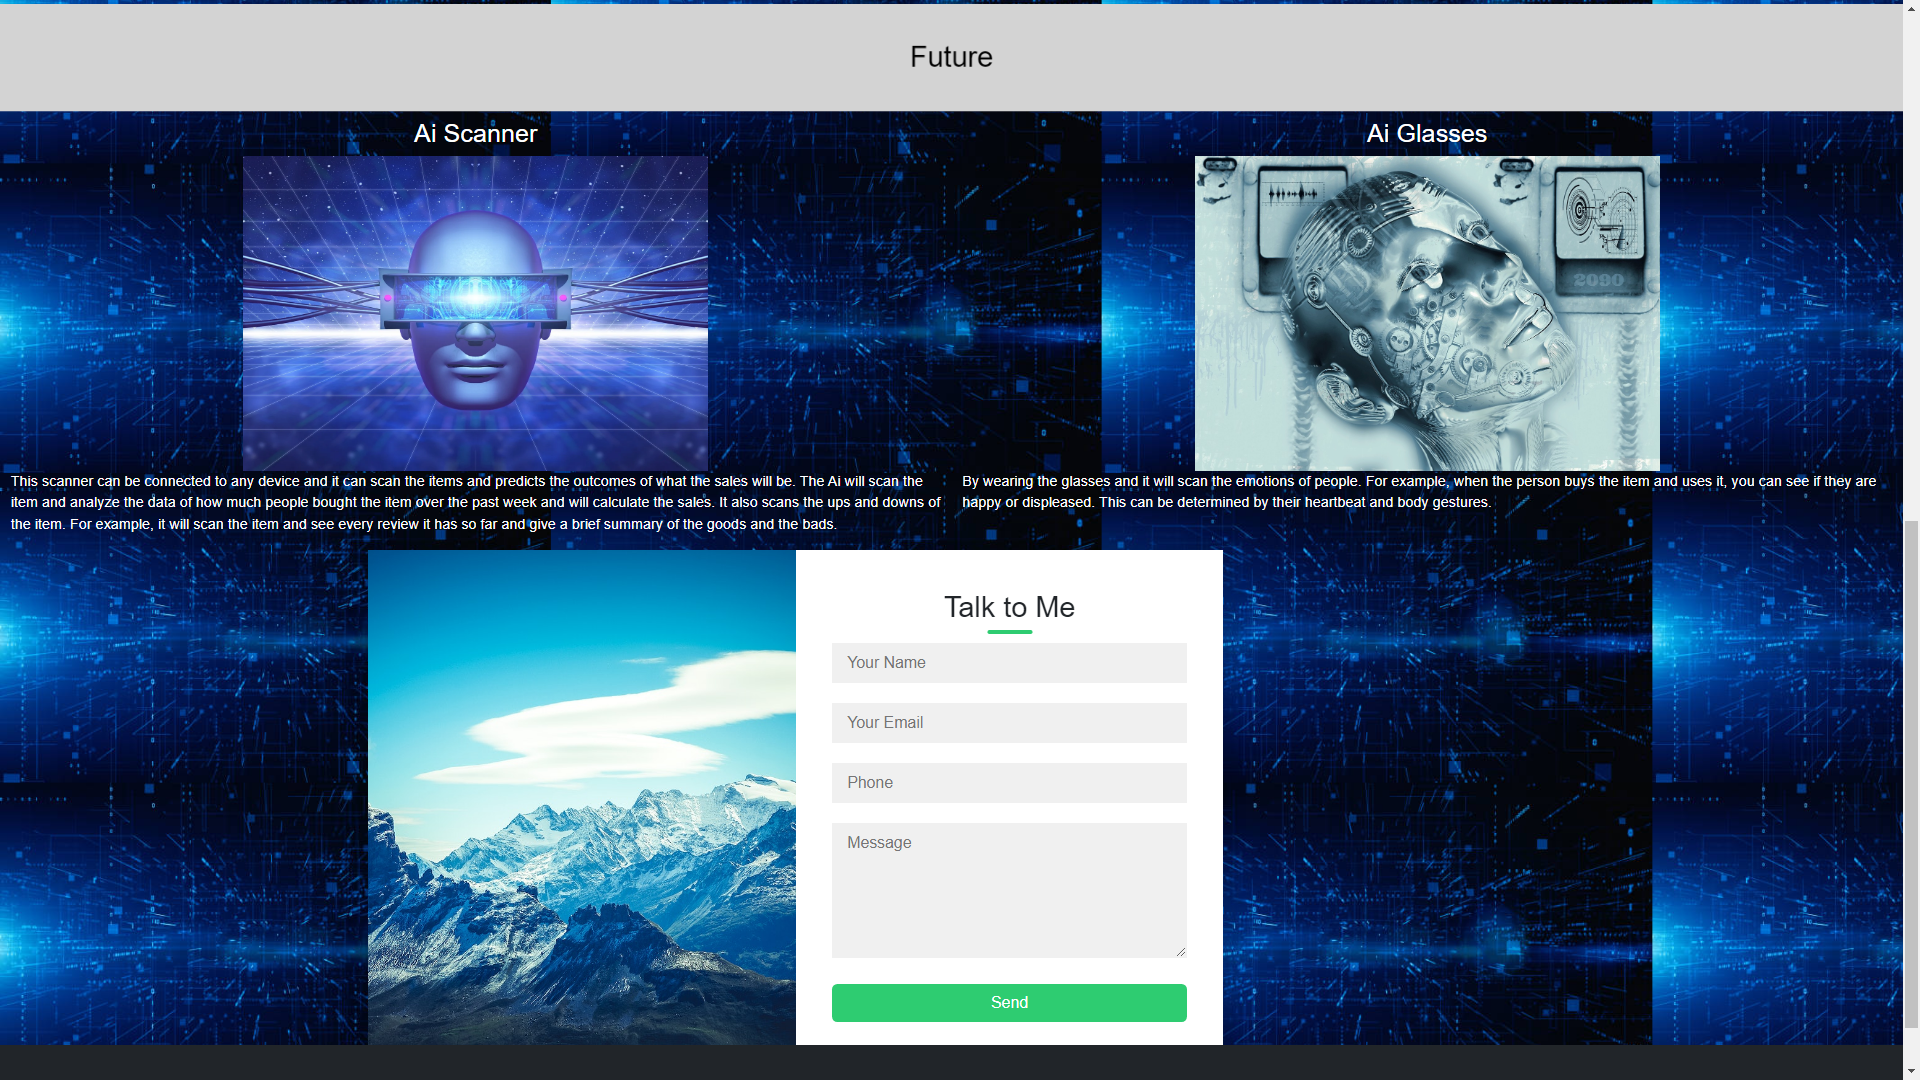 Future
Ai Scanner
Ai Glasses
2090
This scanner can be connected to any device and it can scan the items and predicts the outcomes of what the sales will be. The Ai will scan the
item and analyze the data of how much people bought the item over the past week and will calculate the sales. It also scans the ups and downs of
the item. For example, it will scan the item and see every review it has so far and give a brief summary of the goods and the bads.
By wearing the glasses and it will scan the emotions of people. For example, when the person buys the item and uses it, you can see if they are
happy or displeased. This can be determined by their heartbeat and body gestures.
Talk to Me
Your Name
Your Email
Phone
Message
Send